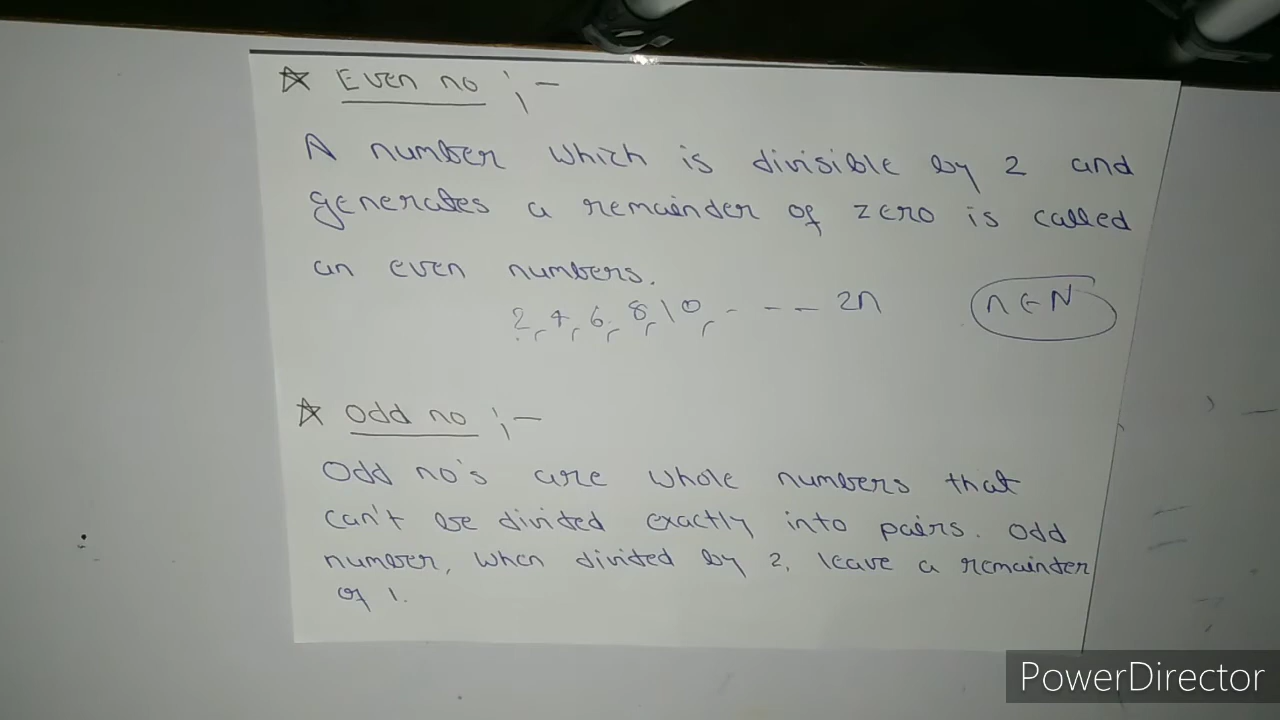 ☆ Even no ;-
A number which is divisible by 2 and
generates a remainder of zero is called
an even numbers.
2, 4, 6, 8, 10, - - - 2n n ∈ N
☆ Odd no ;-
Odd no's are whole numbers that
can't be divided exactly into pairs. Odd
number, when divided by 2, leave a remainder
of 1.
PowerDirector